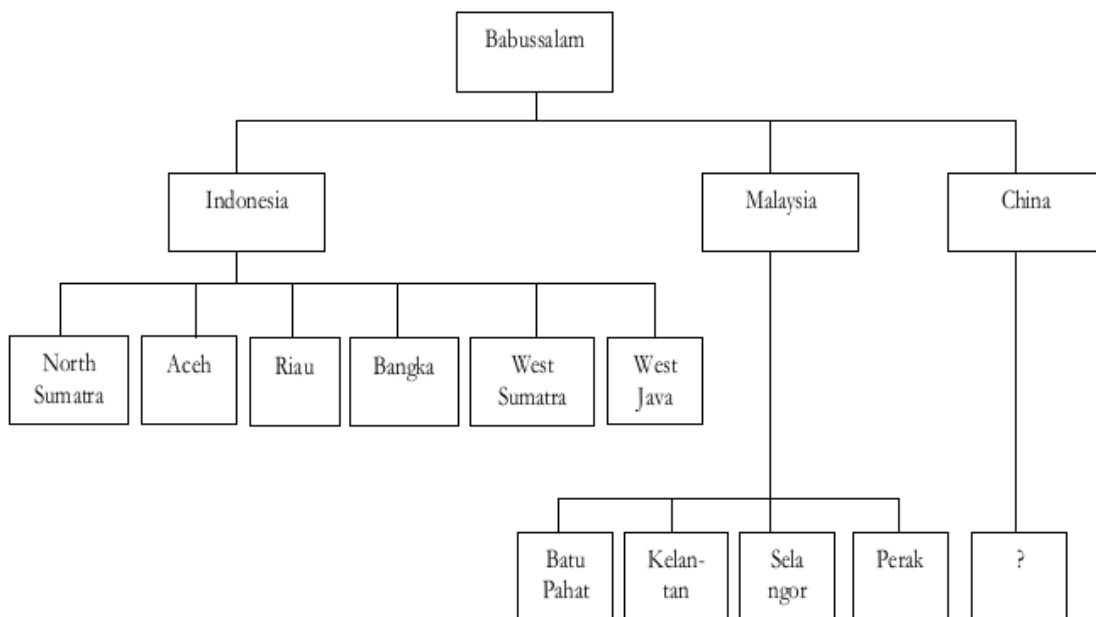 Babussalam
Indonesia
Malaysia
China
North
Sumatra
Aceh
Riau
Bangka
West
Sumatra
West
Java
Batu
Pahat
Kelan-
tan
Sela
ngor
Perak
?